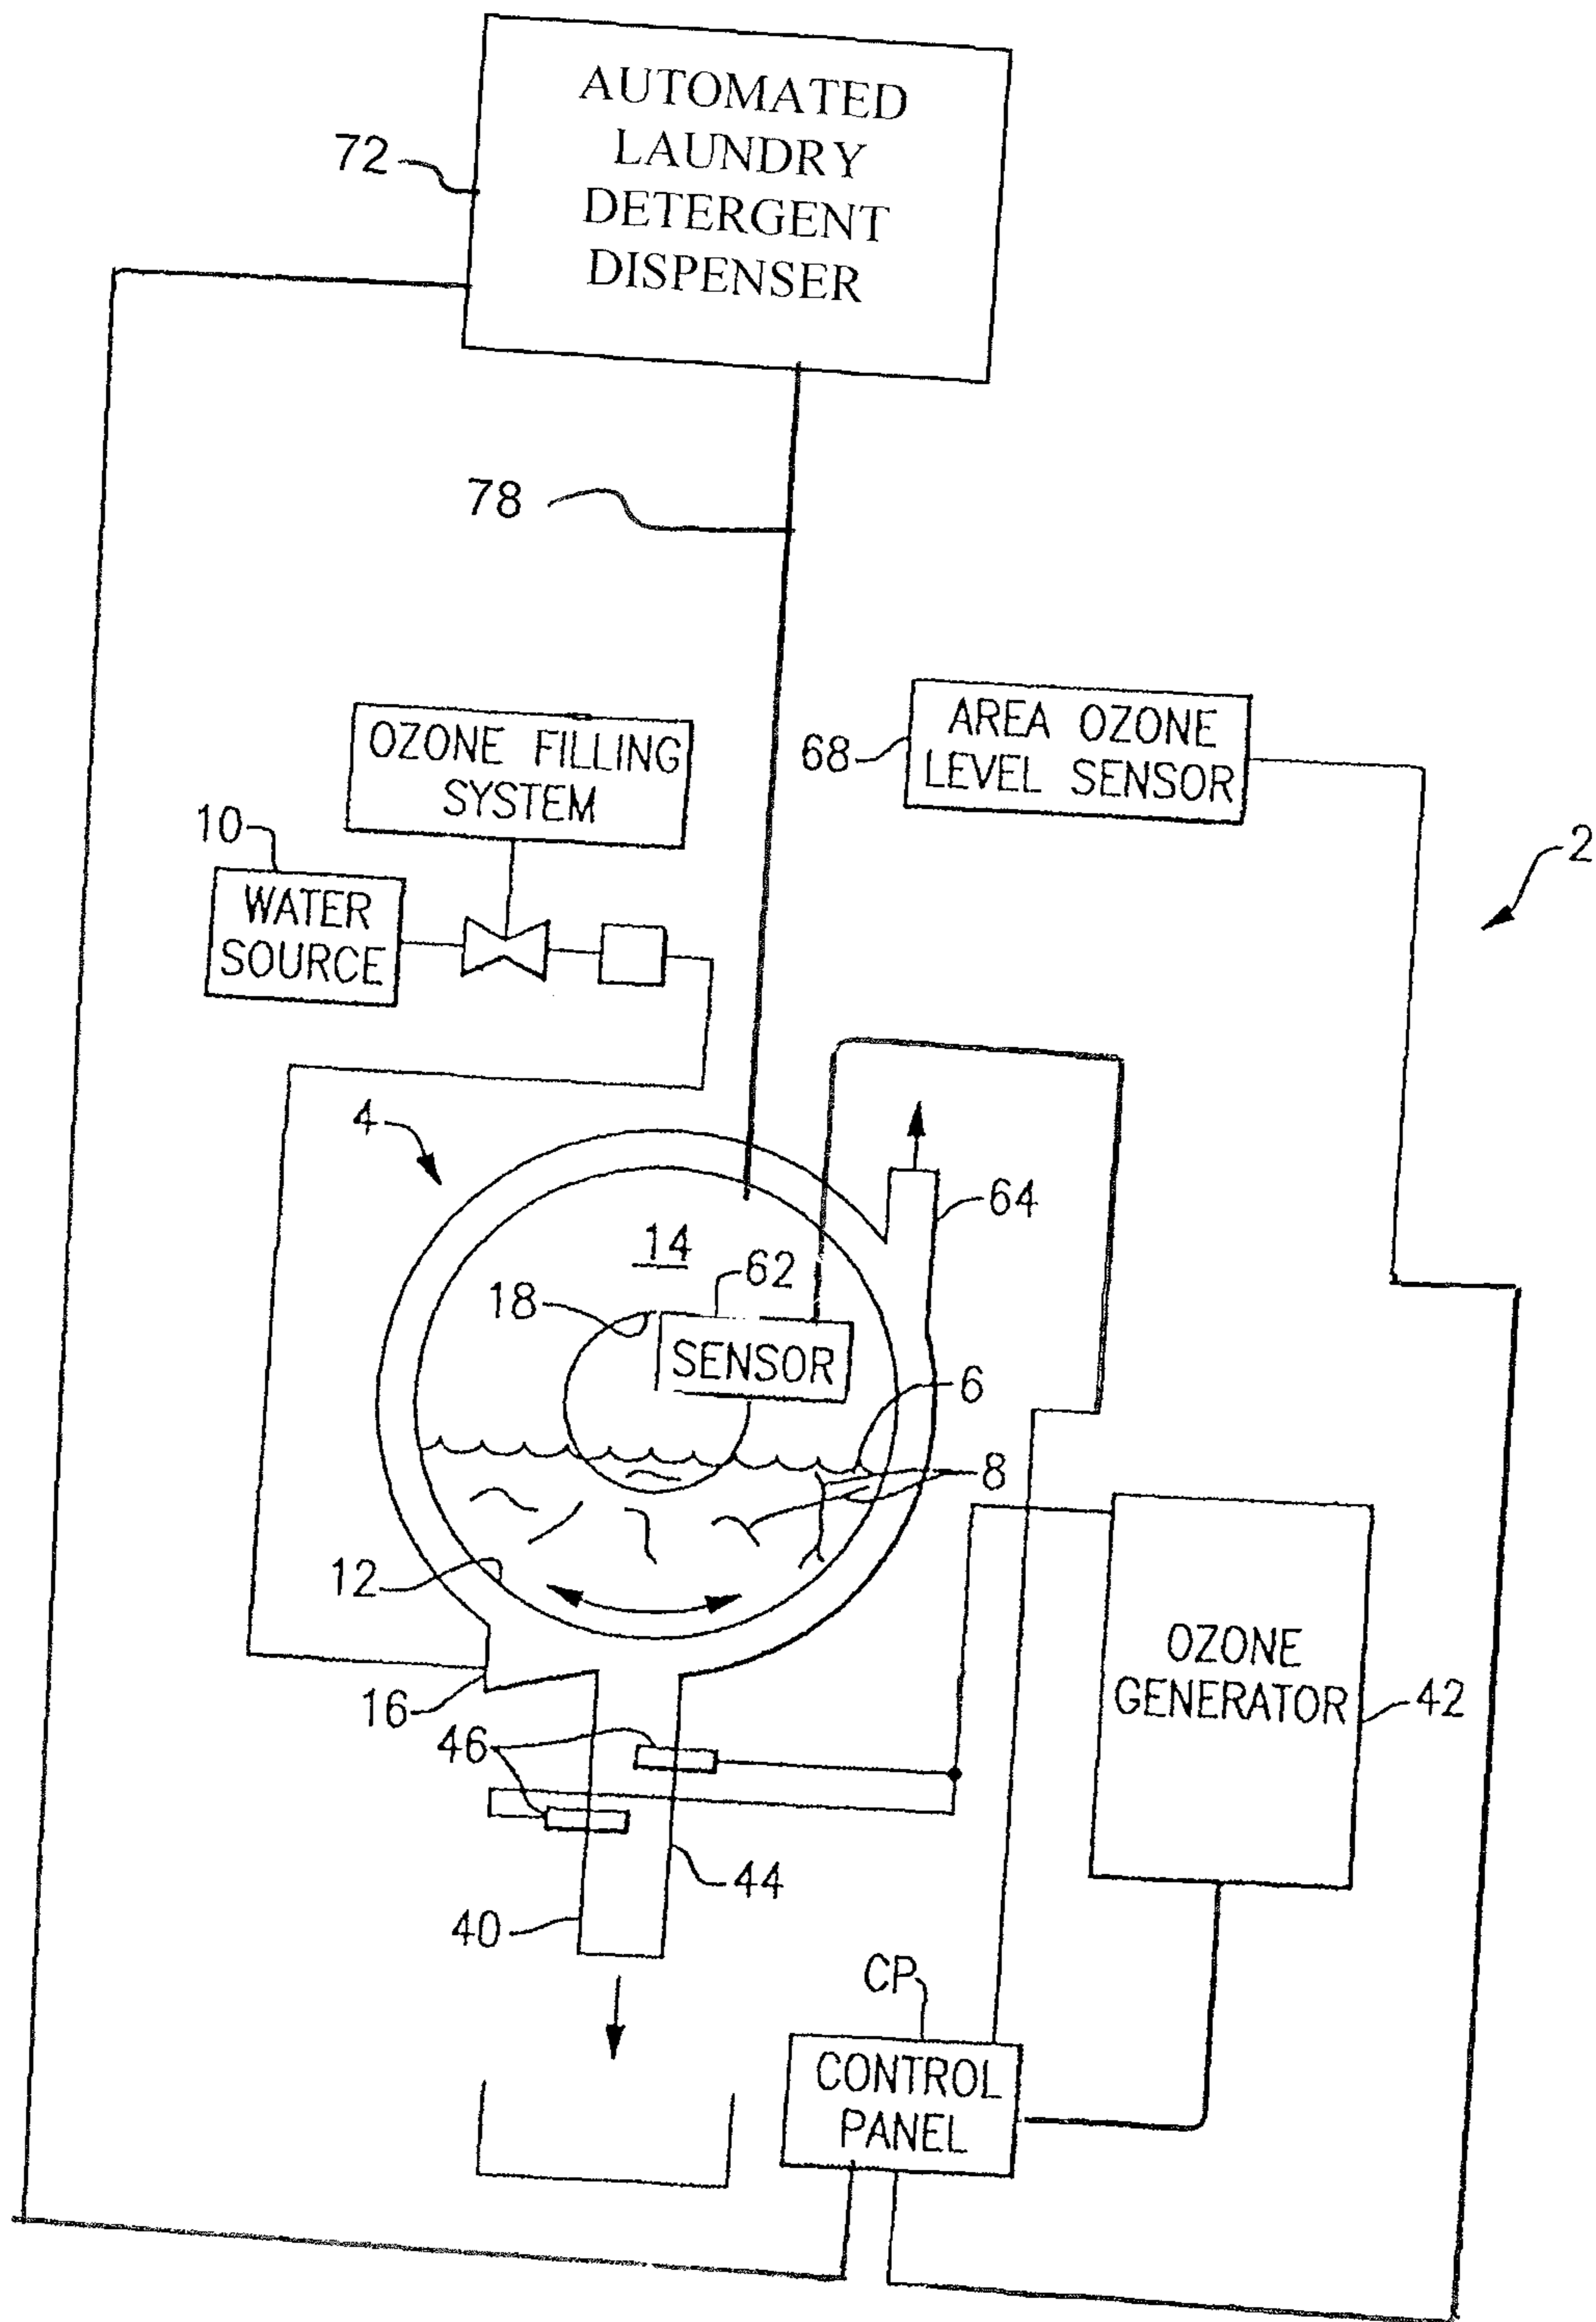 AUTOMATED
LAUNDRY
DETERGENT
DISPENSER
72
78
OZONE FILLING
SYSTEM
AREA OZONE
LEVEL SENSOR
68
10
WATER
SOURCE
2
4
64
14
62
18
SENSOR
6
8
12
OZONE
GENERATOR
42
16
46
44
40
CP
CONTROL
PANEL